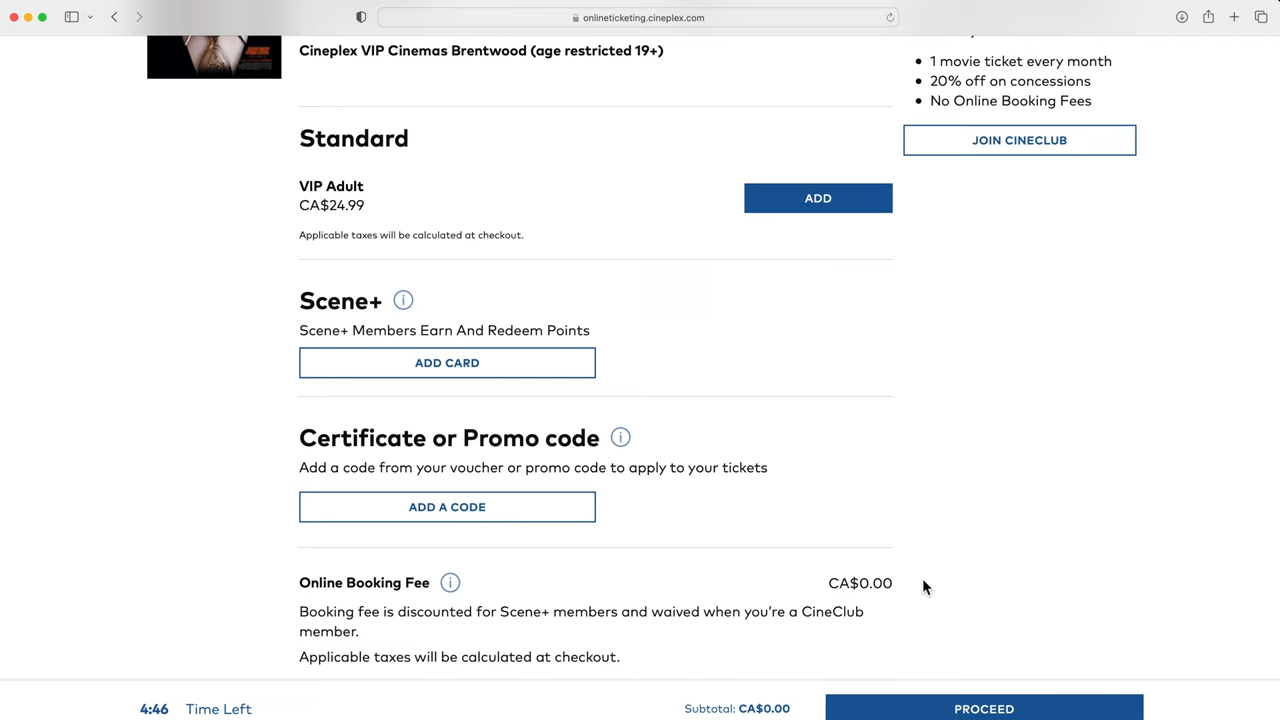 onlineticketing.cineplex.com
Cineplex VIP Cinemas Brentwood (age restricted 19+)
1 movie ticket every month
20% off on concessions
No Online Booking Fees
JOIN CINECLUB
Standard
VIP Adult
CA$24.99
ADD
Applicable taxes will be calculated at checkout.
Scene+
Scene+ Members Earn And Redeem Points
ADD CARD
Certificate or Promo code
Add a code from your voucher or promo code to apply to your tickets
ADD A CODE
Online Booking Fee
CA$0.00
Booking fee is discounted for Scene+ members and waived when you’re a CineClub
member.
Applicable taxes will be calculated at checkout.
4:46 Time Left
Subtotal: CA$0.00
PROCEED